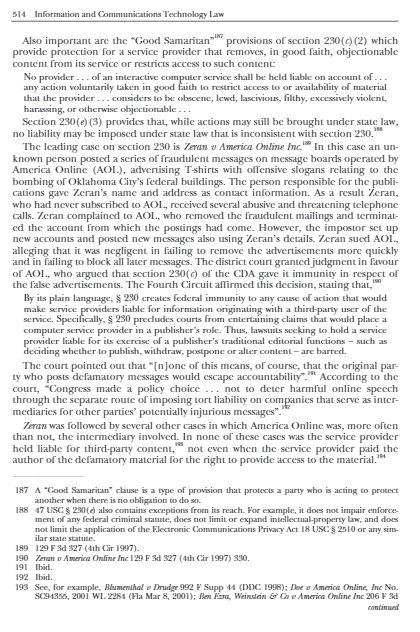 514 Information and Communications Technology Law
Also important are the "Good Samaritan"187 provisions of section 230(c)(2) which
provide protection for a service provider that removes, in good faith, objectionable
content from its service or restricts access to such content:
No provider . . . of an interactive computer service shall be held liable on account of . . .
any action voluntarily taken in good faith to restrict access to or availability of material
that the provider . . . considers to be obscene, lewd, lascivious, filthy, excessively violent,
harassing, or otherwise objectionable . . .
Section 230(e)(3) provides that, while actions may still be brought under state law,
no liability may be imposed under state law that is inconsistent with section 230.188
The leading case on section 230 is Zeran v America Online Inc.189 In this case an un-
known person posted a series of fraudulent messages on message boards operated by
America Online (AOL), advertising T-shirts with offensive slogans relating to the
bombing of Oklahoma City's federal buildings. The person responsible for the publi-
cations gave Zeran's name and address as contact information. As a result Zeran,
who had never subscribed to AOL, received several abusive and threatening telephone
calls. Zeran complained to AOL, who removed the fraudulent mailings and terminat-
ed the account from which the postings had come. However, the impostor set up
new accounts and posted new messages also using Zeran's details. Zeran sued AOL,
alleging that it was negligent in failing to remove the advertisements more quickly
and in failing to block all later messages. The district court granted judgment in favour
of AOL, who argued that section 230(c) of the CDA gave it immunity in respect of
the false advertisements. The Fourth Circuit affirmed this decision, stating that,190
By its plain language, § 230 creates federal immunity to any cause of action that would
make service providers liable for information originating with a third-party user of the
service. Specifically, § 230 precludes courts from entertaining claims that would place a
computer service provider in a publisher's role. Thus, lawsuits seeking to hold a service
provider liable for its exercise of a publisher's traditional editorial functions – such as
deciding whether to publish, withdraw, postpone or alter content – are barred.
The court pointed out that "[n]one of this means, of course, that the original par-
ty who posts defamatory messages would escape accountability".191 According to the
court, "Congress made a policy choice . . . not to deter harmful online speech
through the separate route of imposing tort liability on companies that serve as inter-
mediaries for other parties' potentially injurious messages".192
Zeran was followed by several other cases in which America Online was, more often
than not, the intermediary involved. In none of these cases was the service provider
held liable for third-party content,193 not even when the service provider paid the
author of the defamatory material for the right to provide access to the material.194
187 A "Good Samaritan" clause is a type of provision that protects a party who is acting to protect
another when there is no obligation to do so.
188 47 USC § 230(e) also contains exceptions from its reach. For example, it does not impair enforce-
ment of any federal criminal statute, does not limit or expand intellectual-property law, and does
not limit the application of the Electronic Communications Privacy Act 18 USC § 2510 or any sim-
ilar state statute.
189 129 F 3d 327 (4th Cir 1997).
190 Zeran v America Online Inc 129 F 3d 327 (4th Cir 1997) 330.
191 Ibid.
192 Ibid.
193 See, for example, Blumenthal v Drudge 992 F Supp 44 (DDC 1998); Doe v America Online, Inc No.
SC94355, 2001 WL 2284 (Fla Mar 8, 2001); Ben Ezra, Weinstein & Co v America Online Inc 206 F 3d
continued